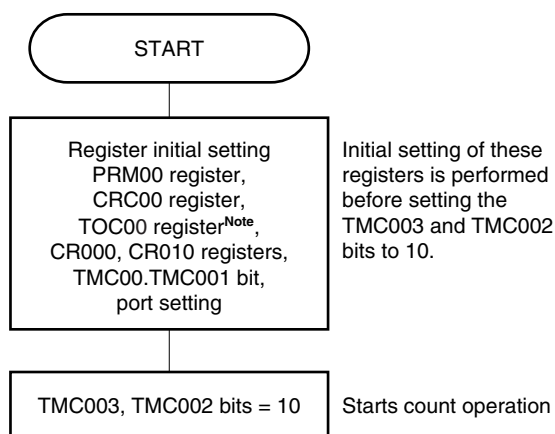 START
Register initial setting
PRM00 register,
CRC00 register,
TOC00 registerNote,
CR000, CR010 registers,
TMC00.TMC001 bit,
port setting
Initial setting of these
registers is performed
before setting the
TMC003 and TMC002
bits to 10.
TMC003, TMC002 bits = 10
Starts count operation